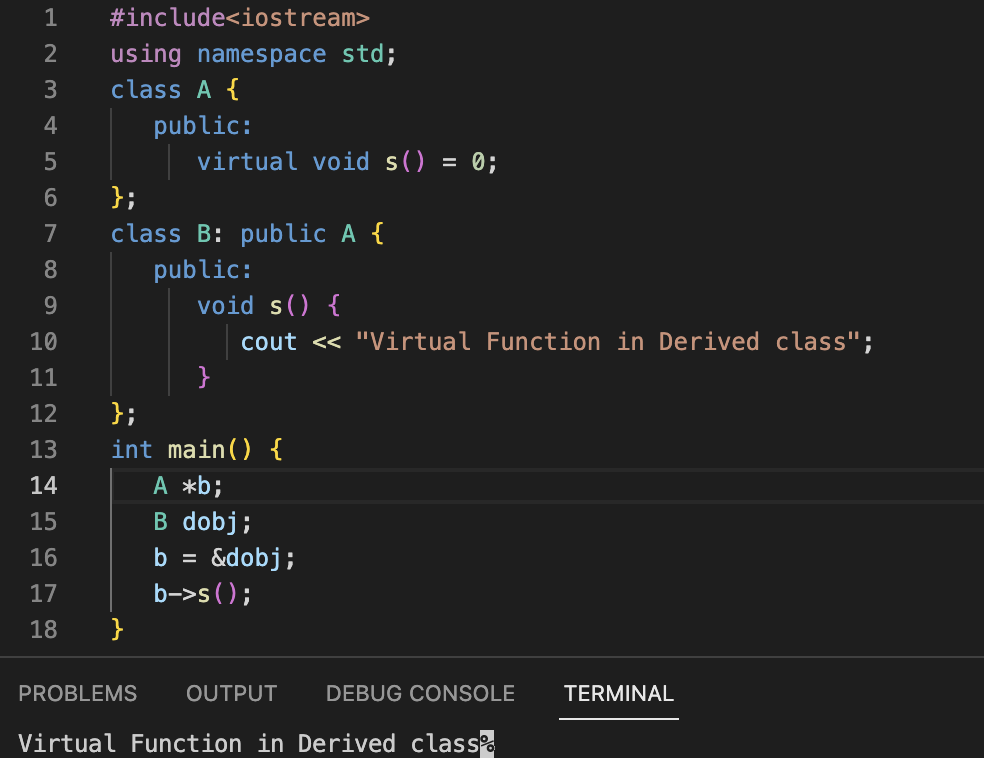 1 #include<iostream>
2 using namespace std;
3 class A {
4    public:
5       virtual void s() = 0;
6 };
7 class B: public A {
8    public:
9       void s() {
10          cout << "Virtual Function in Derived class";
11       }
12 };
13 int main() {
14    A *b;
15    B dobj;
16    b = &dobj;
17    b->s();
18 }
PROBLEMS OUTPUT DEBUG CONSOLE TERMINAL
Virtual Function in Derived class%